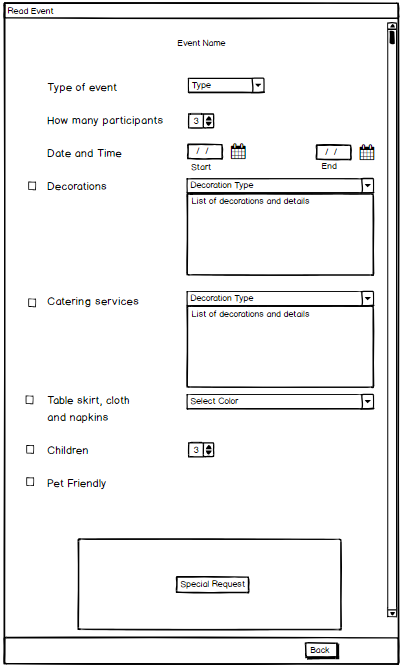 Read Event
Event Name
Type of event
Type
How many participants
3
Date and Time
/ /
/ /
Start
End
Decorations
Decoration Type
List of decorations and details
Catering services
Decoration Type
List of decorations and details
Table skirt, cloth
and napkins
Select Color
Children
3
Pet Friendly
Special Request
Back